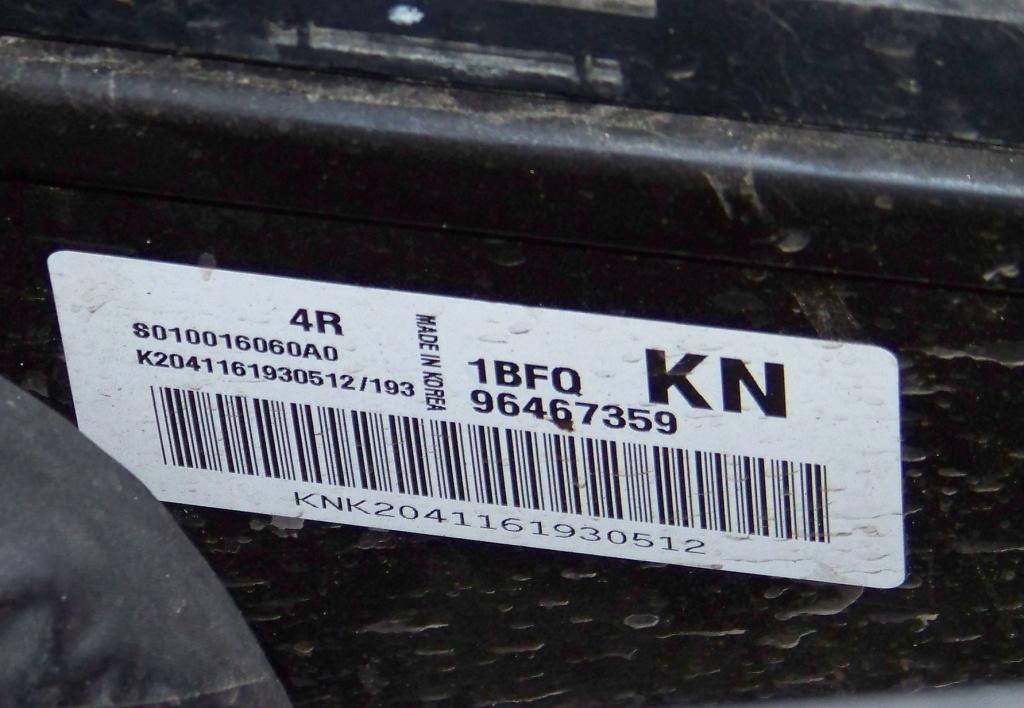 4R
S010016060A0
K2041161930512/193
MADE IN KOREA
1BFQ
96467359
KN
KNK2041161930512